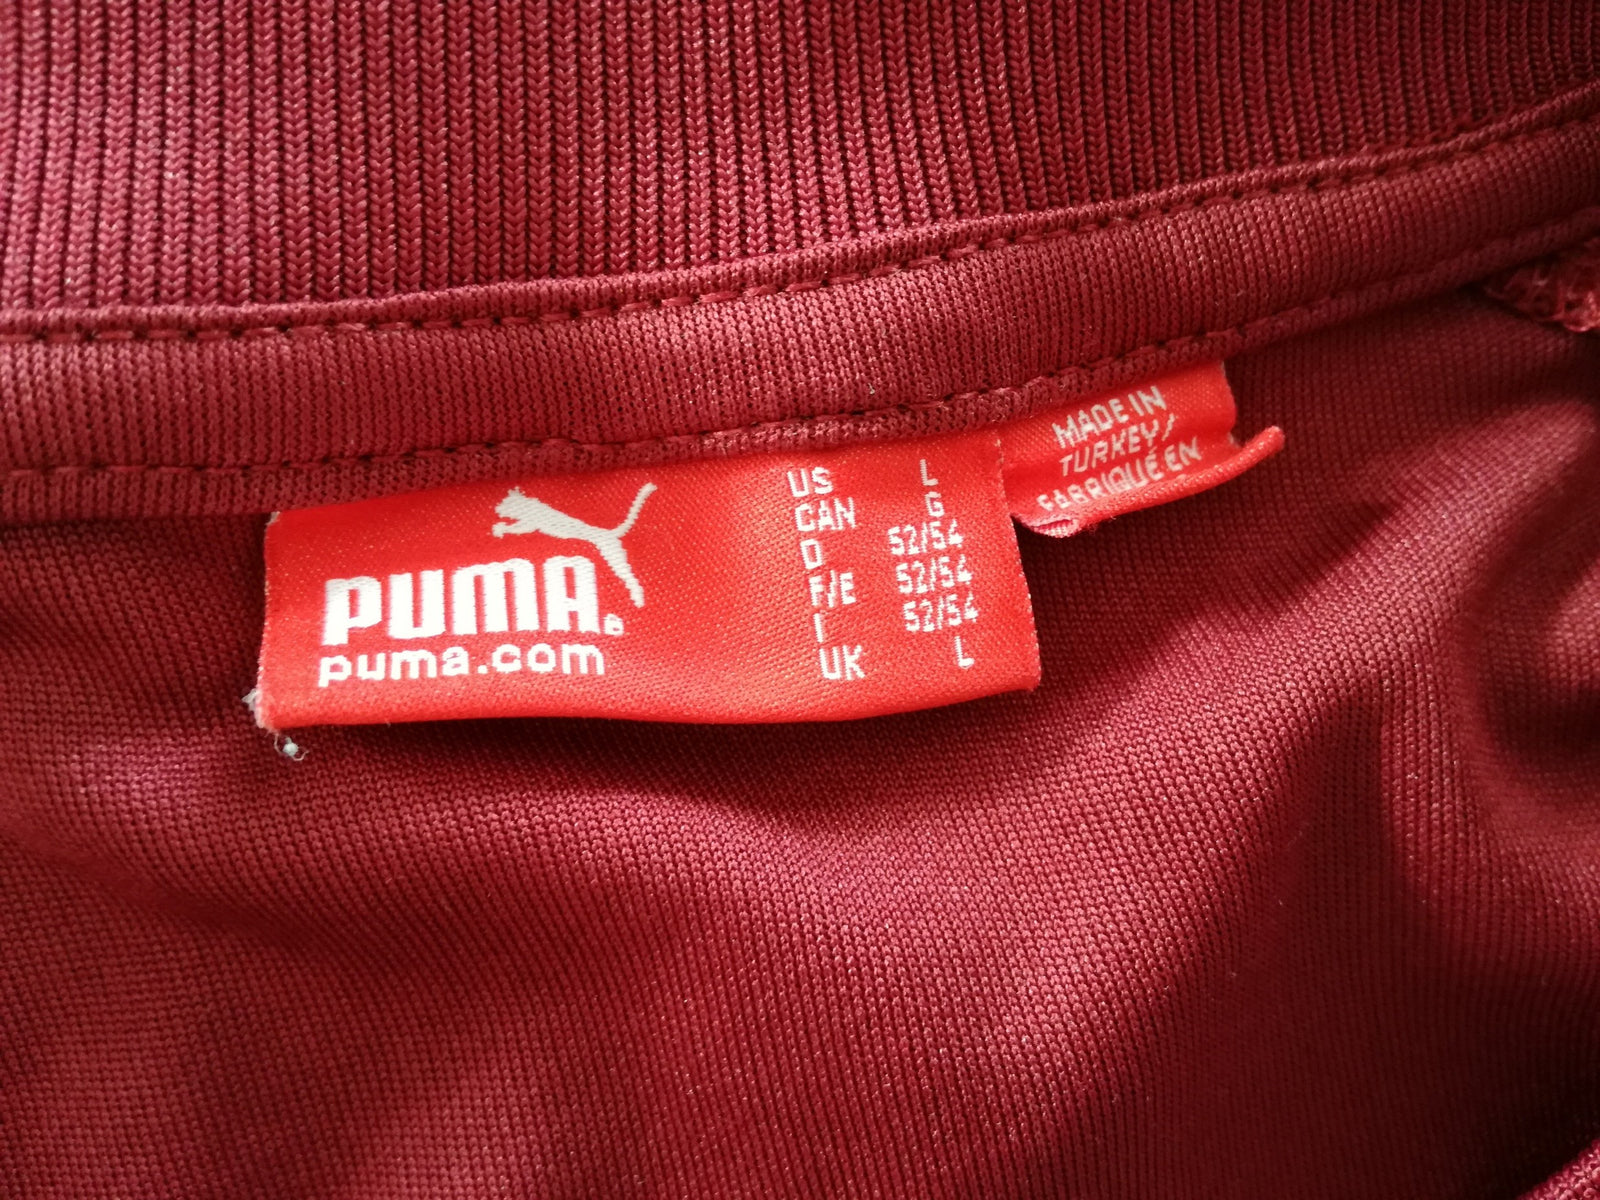 PUMA®
puma.com
US L
CAN G
D 52/54
F/E 52/54
I 52/54
UK L
MADE IN
TURKEY/
FABRIQUÉ EN